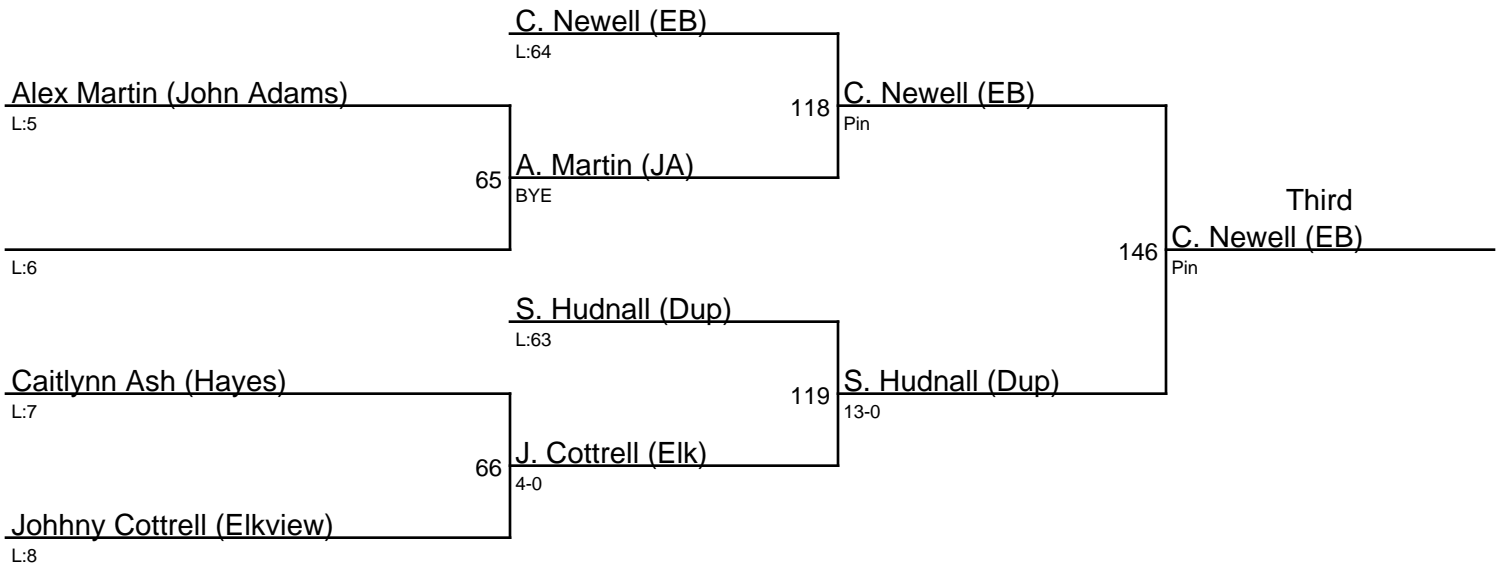 C. Newell (EB)
L:64
Alex Martin (John Adams)
L:5
118
C. Newell (EB)
Pin
65
A. Martin (JA)
BYE
Third
L:6
146
C. Newell (EB)
Pin
S. Hudnall (Dup)
L:63
Caitlynn Ash (Hayes)
L:7
119
S. Hudnall (Dup)
13-0
66
J. Cottrell (Elk)
4-0
Johhny Cottrell (Elkview)
L:8